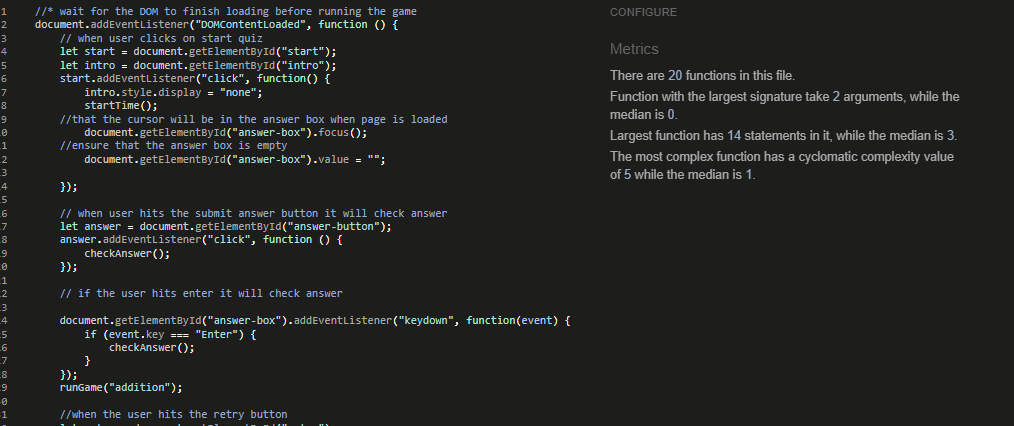 1 //* wait for the DOM to finish loading before running the game
2 document.addEventListener("DOMContentLoaded", function () {
3 // when user clicks on start quiz
4 let start = document.getElementById("start");
5 let intro = document.getElementById("intro");
6 start.addEventListener("click", function() {
7 intro.style.display = "none";
8 startTime();
9 //that the cursor will be in the answer box when page is loaded
0 document.getElementById("answer-box").focus();
1 //ensure that the answer box is empty
2 document.getElementById("answer-box").value = "";
3
4 });
5
6 // when user hits the submit answer button it will check answer
7 let answer = document.getElementById("answer-button");
8 answer.addEventListener("click", function () {
9 checkAnswer();
0 });
1
2 // if the user hits enter it will check answer
3
4 document.getElementById("answer-box").addEventListener("keydown", function(event) {
5 if (event.key === "Enter") {
6 checkAnswer();
7 }
8 });
9 runGame("addition");
0
1 //when the user hits the retry button
CONFIGURE
Metrics
There are 20 functions in this file.
Function with the largest signature take 2 arguments, while the
median is 0.
Largest function has 14 statements in it, while the median is 3.
The most complex function has a cyclomatic complexity value
of 5 while the median is 1.